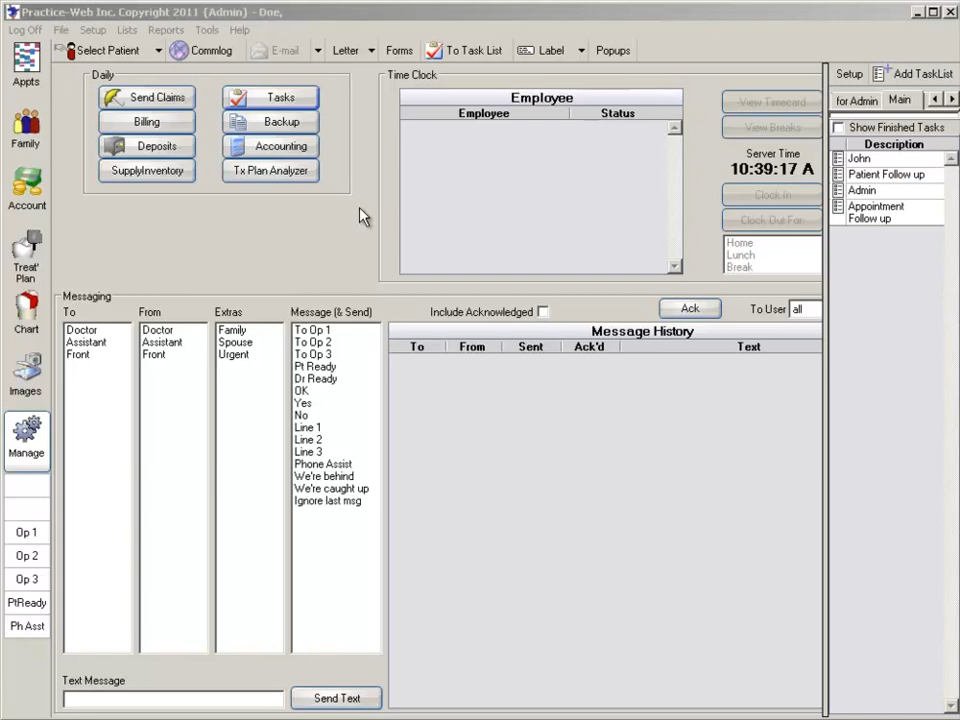 Practice-Web Inc. Copyright 2011 {Admin} - Doe,
Log Off File Setup Lists Reports Tools Help
Select Patient Commlog E-mail Letter Forms To Task List Label Popups
Appts
Family
Account
Treat'
Plan
Chart
Images
Manage
Op 1
Op 2
Op 3
PtReady
Ph Asst
Daily
Send Claims Tasks
Billing Backup
Deposits Accounting
SupplyInventory Tx Plan Analyzer
Time Clock
Employee
Employee Status
View Timecard
View Breaks
Server Time
10:39:17 A
Clock In
Clock Out For:
Home
Lunch
Break
Setup Add TaskList
for Admin Main
Show Finished Tasks
Description
John
Patient Follow up
Admin
Appointment
Follow up
Messaging
To From Extras Message (& Send)
Doctor
Assistant
Front
Doctor
Assistant
Front
Family
Spouse
Urgent
To Op 1
To Op 2
To Op 3
Pt Ready
Dr Ready
OK
Yes
No
Line 1
Line 2
Line 3
Phone Assist
We're behind
We're caught up
Ignore last msg
Include Acknowledged Ack To User all
Message History
To From Sent Ack'd Text
Text Message
Send Text